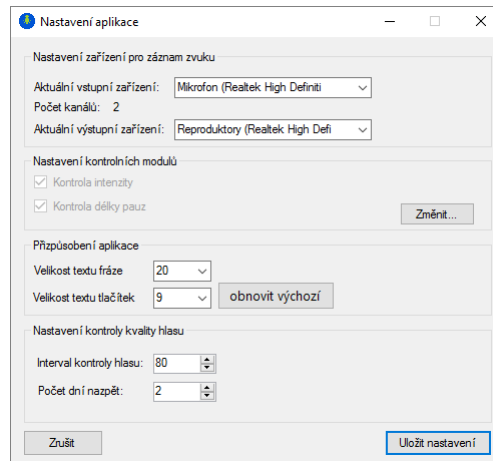 Nastavení aplikace
Nastavení zařízení pro záznam zvuku
Aktuální vstupní zařízení: Mikrofon (Realtek High Definiti
Počet kanálů: 2
Aktuální výstupní zařízení: Reproduktory (Realtek High Defi
Nastavení kontrolních modulů
Kontrola intenzity
Kontrola délky pauz
Změnit...
Přizpůsobení aplikace
Velikost textu fráze 20
Velikost textu tlačítek 9 obnovit výchozí
Nastavení kontroly kvality hlasu
Interval kontroly hlasu: 80
Počet dní nazpět: 2
Zrušit Uložit nastavení